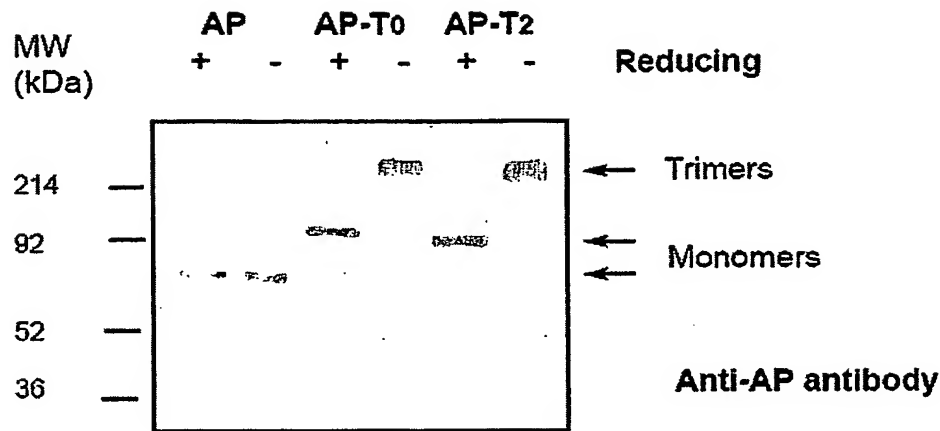 MW
(kDa)
AP AP-T0 AP-T2
+ - + - + - Reducing
214
92
52
36
Trimers
Monomers
Anti-AP antibody